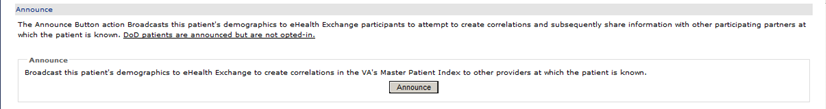 Announce
The Announce Button action Broadcasts this patient's demographics to eHealth Exchange participants to attempt to create correlations and subsequently share information with other participating partners at
which the patient is known. DoD patients are announced but are not opted-in.
Announce
Broadcast this patient's demographics to eHealth Exchange to create correlations in the VA's Master Patient Index to other providers at which the patient is known.
Announce